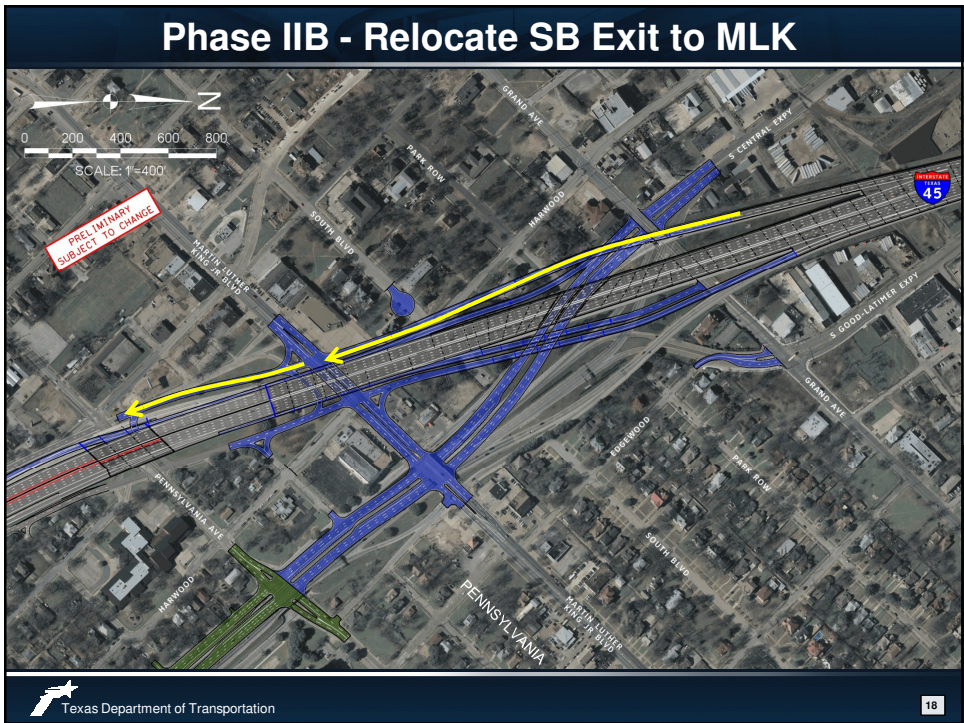 Phase IIB - Relocate SB Exit to MLK
N
0 200 400 600 800
SCALE: 1"=400'
PRELIMINARY
SUBJECT TO CHANGE
GRAND AVE
S CENTRAL EXPY
PARK ROW
HARWOOD
SOUTH BLVD
MARTIN LUTHER
KING JR BLVD
INTERSTATE
TEXAS
45
S GOOD-LATIMER EXPY
GRAND AVE
EDGEWOOD
PARK ROW
SOUTH BLVD
PENNSYLVANIA AVE
HARWOOD
PENNSYLVANIA
MARTIN LUTHER
KING JR BLVD
Texas Department of Transportation
18